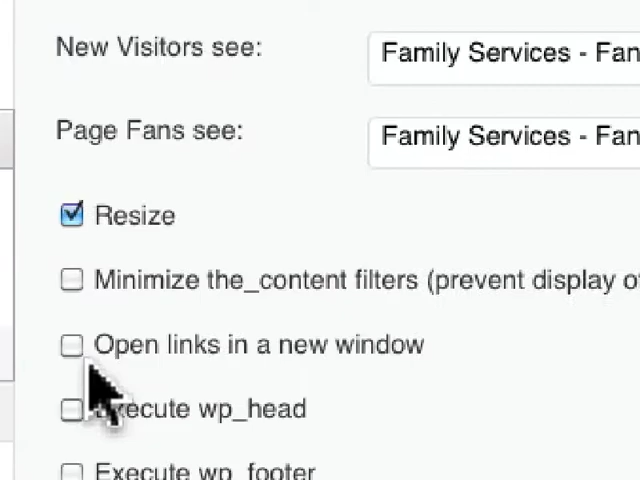 New Visitors see:
Family Services - Fan
Page Fans see:
Family Services - Fan
Resize
Minimize the_content filters (prevent display of
Open links in a new window
Execute wp_head
Execute wp_footer